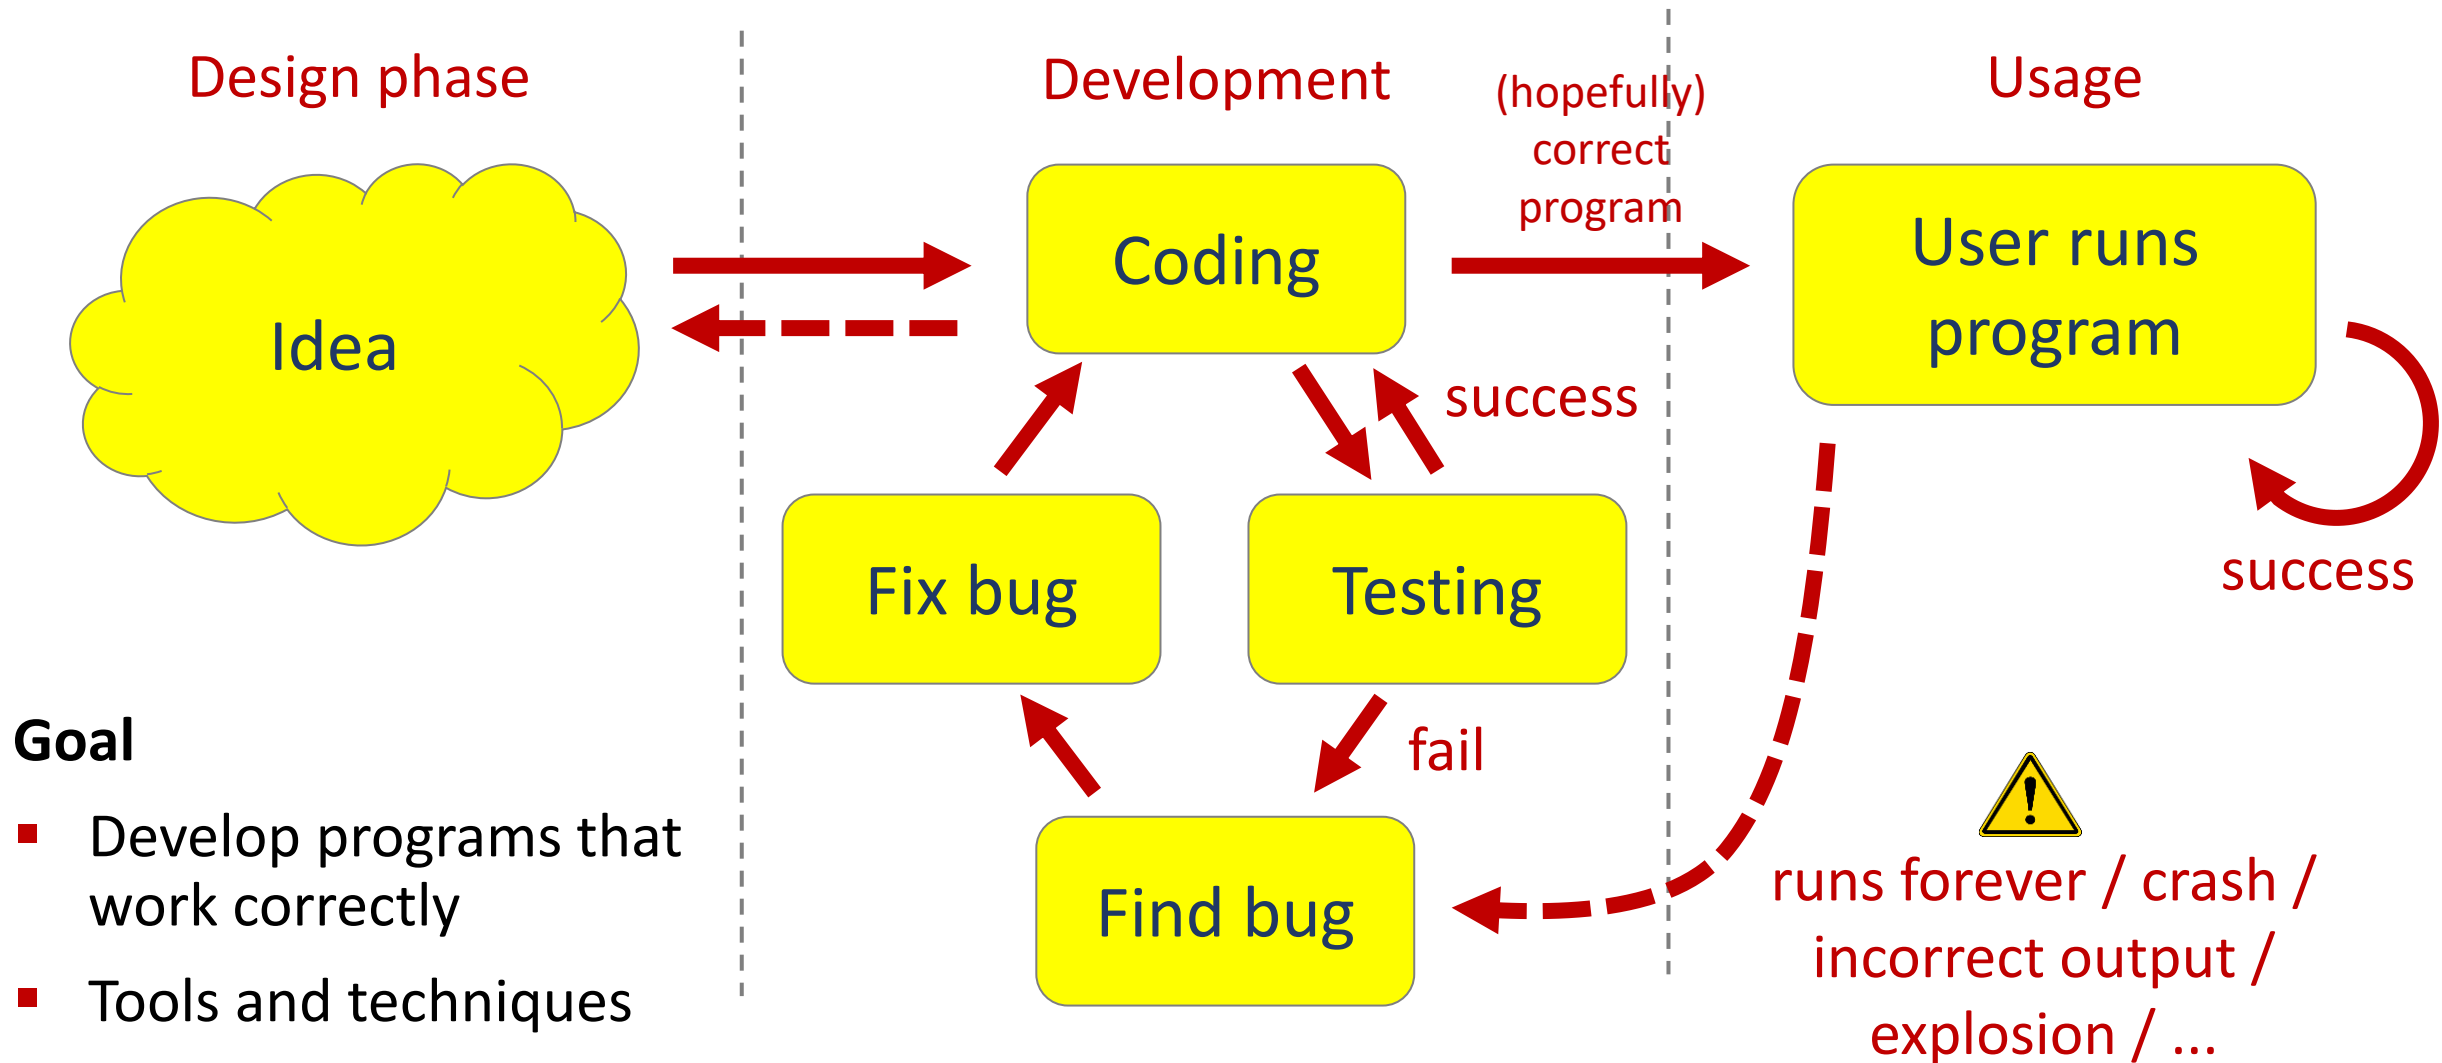 Design phase
Idea
Goal
▪ Develop programs that
work correctly
▪ Tools and techniques
Development
(hopefully)
correct
program
Coding
success
Fix bug
Testing
fail
Find bug
Usage
User runs
program
success
runs forever / crash /
incorrect output /
explosion / ...